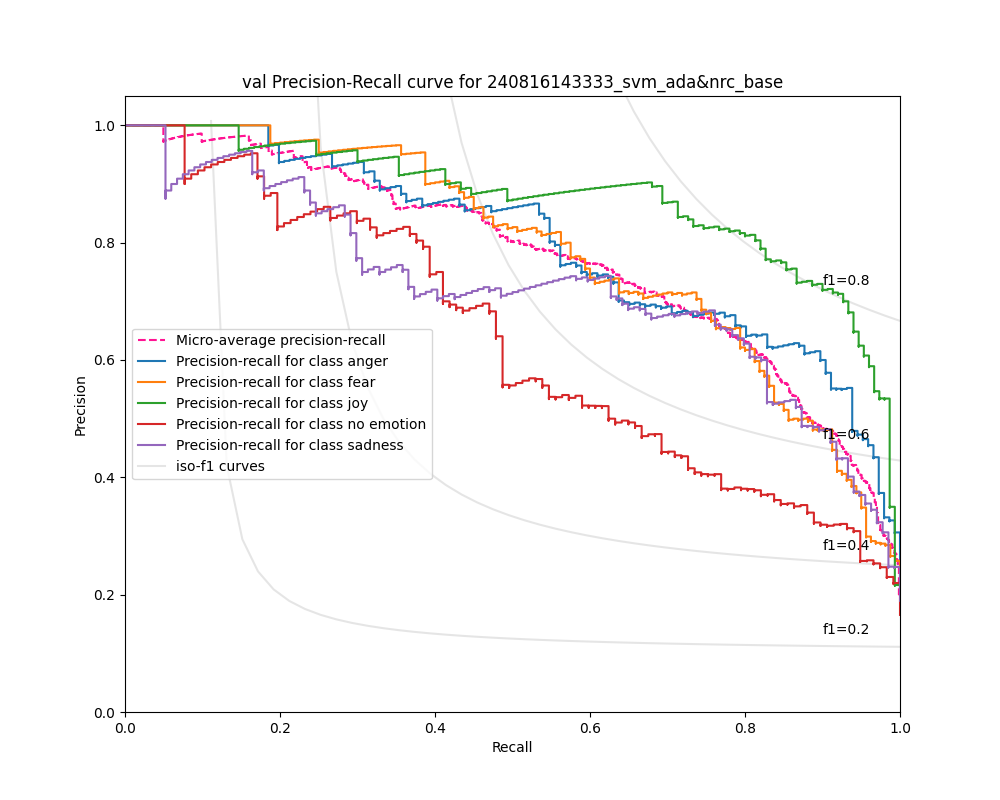 val Precision-Recall curve for 240816143333_svm_ada&nrc_base
Precision
1.0
0.8
0.6
0.4
0.2
0.0
f1=0.8
f1=0.6
f1=0.4
f1=0.2
Micro-average precision-recall
Precision-recall for class anger
Precision-recall for class fear
Precision-recall for class joy
Precision-recall for class no emotion
Precision-recall for class sadness
iso-f1 curves
0.0 0.2 0.4 0.6 0.8 1.0
Recall